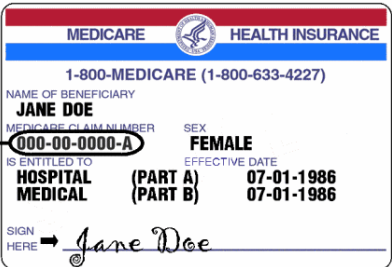 MEDICARE HEALTH INSURANCE
1-800-MEDICARE (1-800-633-4227)
NAME OF BENEFICIARY
JANE DOE
MEDICARE CLAIM NUMBER SEX
000-00-0000-A FEMALE
IS ENTITLED TO EFFECTIVE DATE
HOSPITAL (PART A) 07-01-1986
MEDICAL (PART B) 07-01-1986
SIGN
HERE Jane Doe